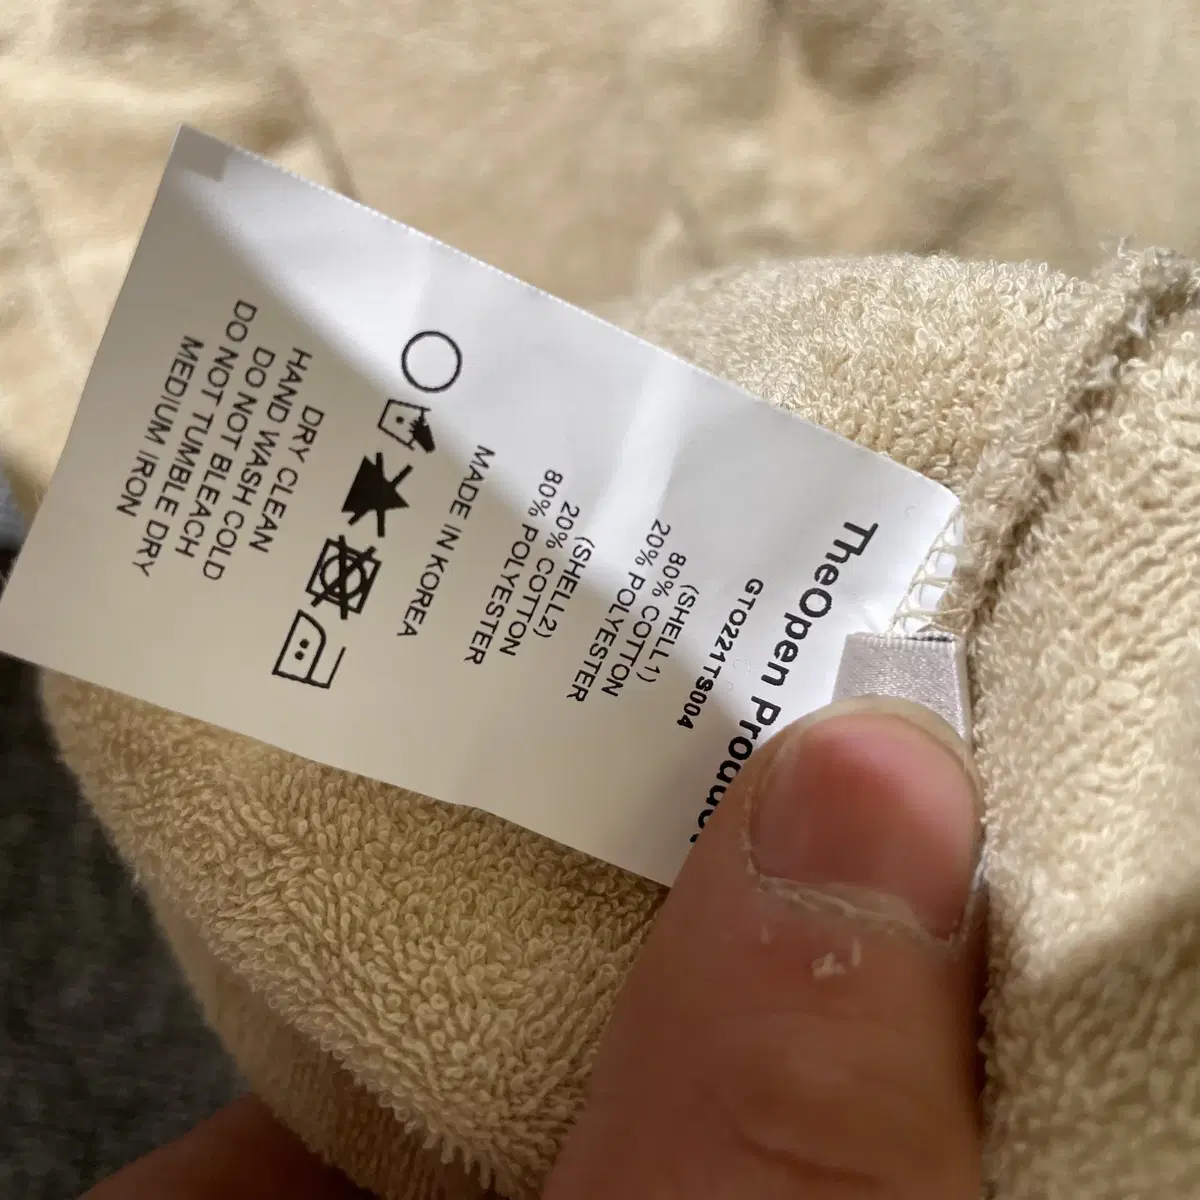 TheOpen Product
GTO221TS004
(SHELL1)
80% COTTON
20% POLYESTER
(SHELL2)
20% COTTON
80% POLYESTER
MADE IN KOREA
DRY CLEAN
HAND WASH COLD
DO NOT BLEACH
DO NOT TUMBLE DRY
MEDIUM IRON